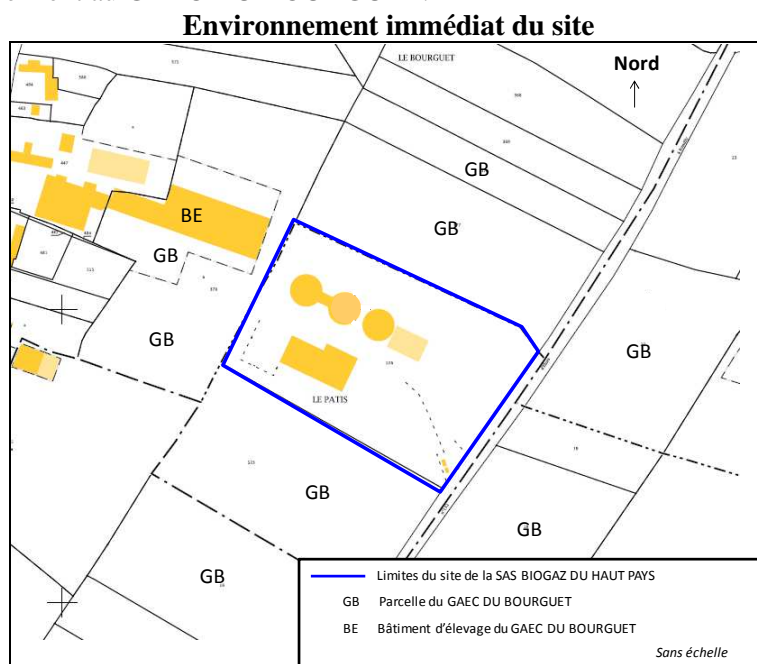 Environnement immédiat du site
LE BOURGUET
Nord
GB
BE
GB
GB
GB
GB
LE PATIS
GB
GB
GB
Limites du site de la SAS BIOGAZ DU HAUT PAYS
GB Parcelle du GAEC DU BOURGUET
BE Bâtiment d'élevage du GAEC DU BOURGUET
Sans échelle